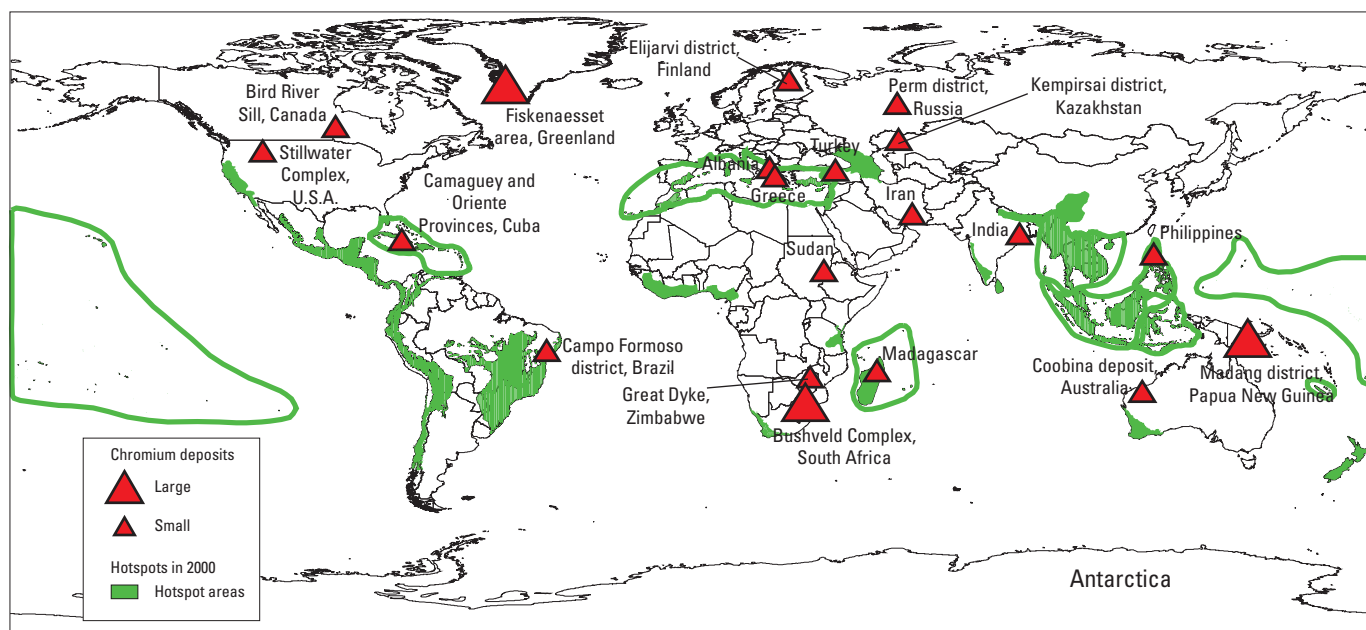 Elijarvi district,
Finland
Bird River
Sill, Canada
Perm district,
Russia
Kempirsai district,
Kazakhstan
Fiskenaesset
area, Greenland
Stillwater
Complex,
U.S.A.
Camaguey and
Oriente
Provinces, Cuba
Albania
Turkey
Greece
Iran
India
Philippines
Sudan
Campo Formoso
district, Brazil
Madagascar
Great Dyke,
Zimbabwe
Bushveld Complex,
South Africa
Coobina deposit,
Australia
Madang district,
Papua New Guinea
Chromium deposits
Large
Small
Hotspots in 2000
Hotspot areas
Antarctica